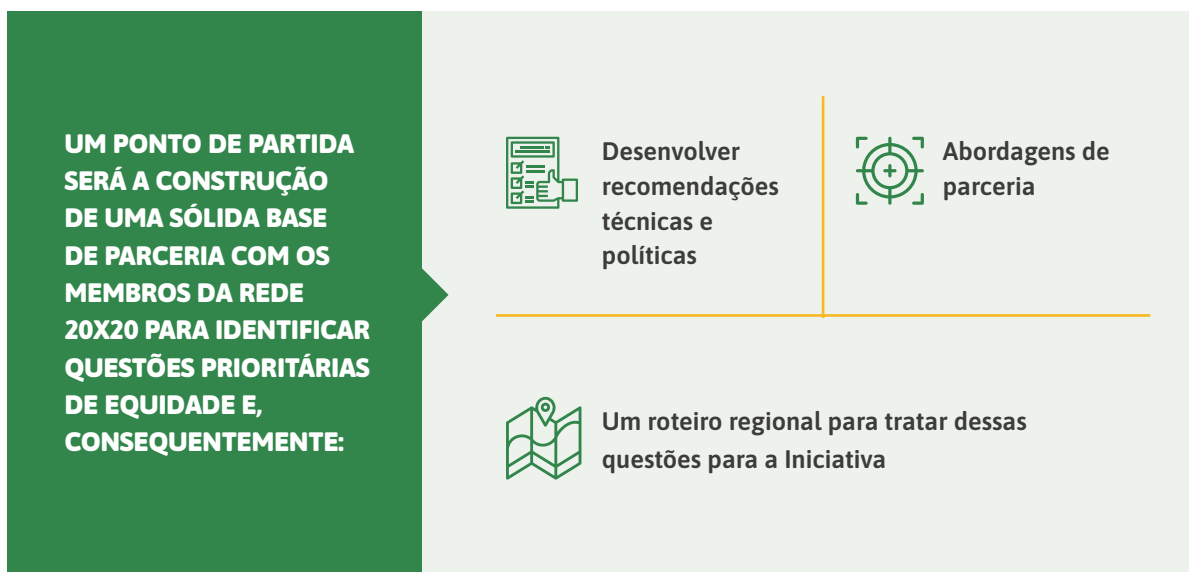 UM PONTO DE PARTIDA
SERÁ A CONSTRUÇÃO
DE UMA SÓLIDA BASE
DE PARCERIA COM OS
MEMBROS DA REDE
20X20 PARA IDENTIFICAR
QUESTÕES PRIORITÁRIAS
DE EQUIDADE E,
CONSEQUENTEMENTE:
Desenvolver
recomendações
técnicas e
políticas
Abordagens de
parceria
Um roteiro regional para tratar dessas
questões para a Iniciativa